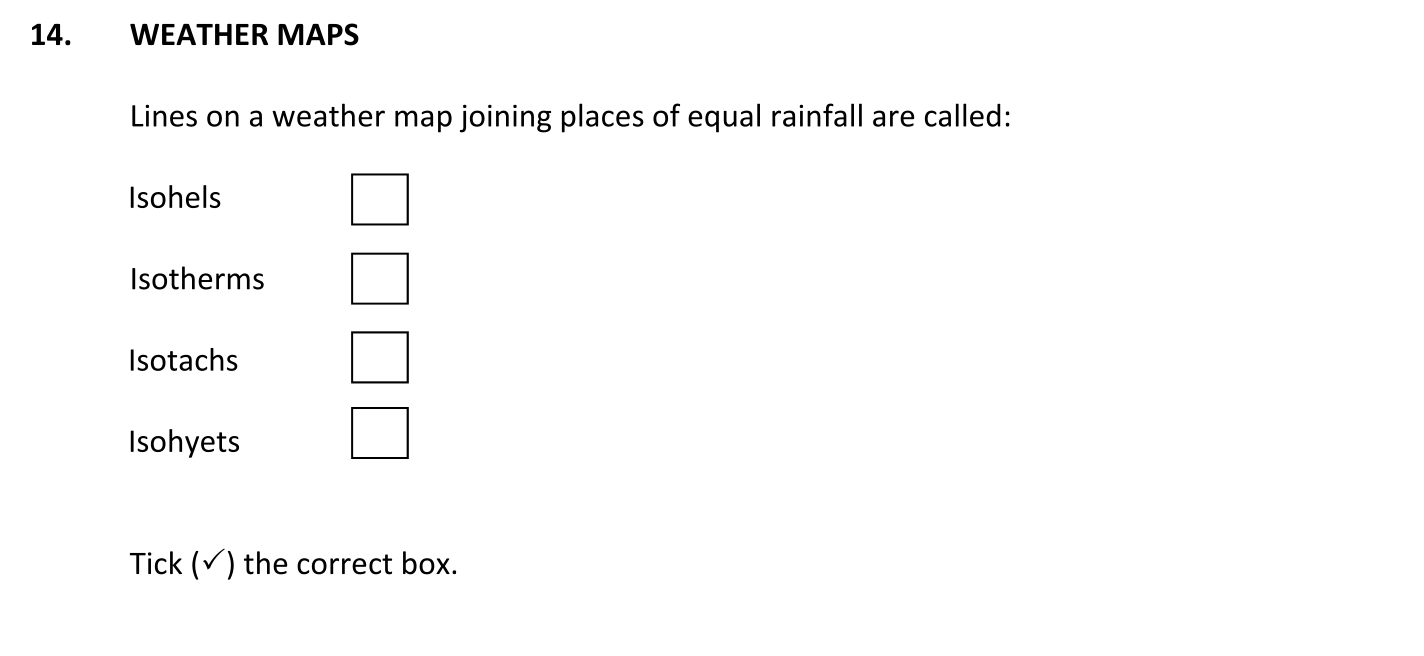 14. WEATHER MAPS
Lines on a weather map joining places of equal rainfall are called:
Isohels
Isotherms
Isotachs
Isohyets
Tick (✓) the correct box.